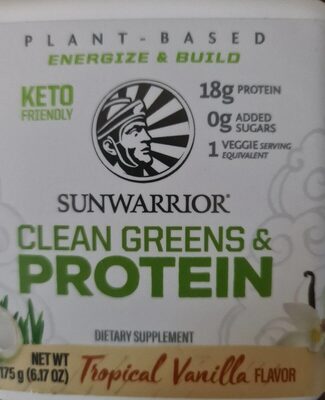 PLANT-BASED
ENERGIZE & BUILD
KETO
FRIENDLY
18g PROTEIN
0g ADDED SUGARS
1 VEGGIE SERVING EQUIVALENT
SUNWARRIOR®
CLEAN GREENS &
PROTEIN
DIETARY SUPPLEMENT
NET WT
175 g (6.17 OZ)
Tropical Vanilla FLAVOR